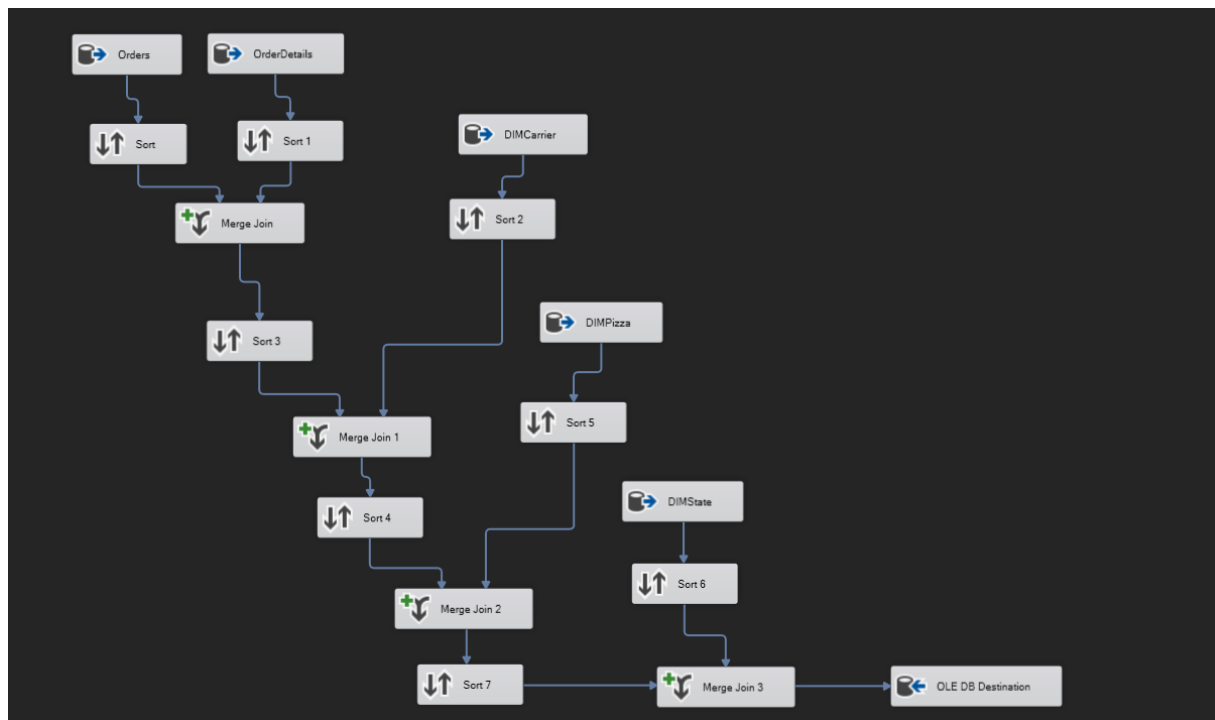 Orders
OrderDetails
Sort
Sort 1
DIMCarrier
Merge Join
Sort 2
Sort 3
DIMPizza
Merge Join 1
Sort 5
Sort 4
DIMState
Merge Join 2
Sort 6
Sort 7
Merge Join 3
OLE DB Destination